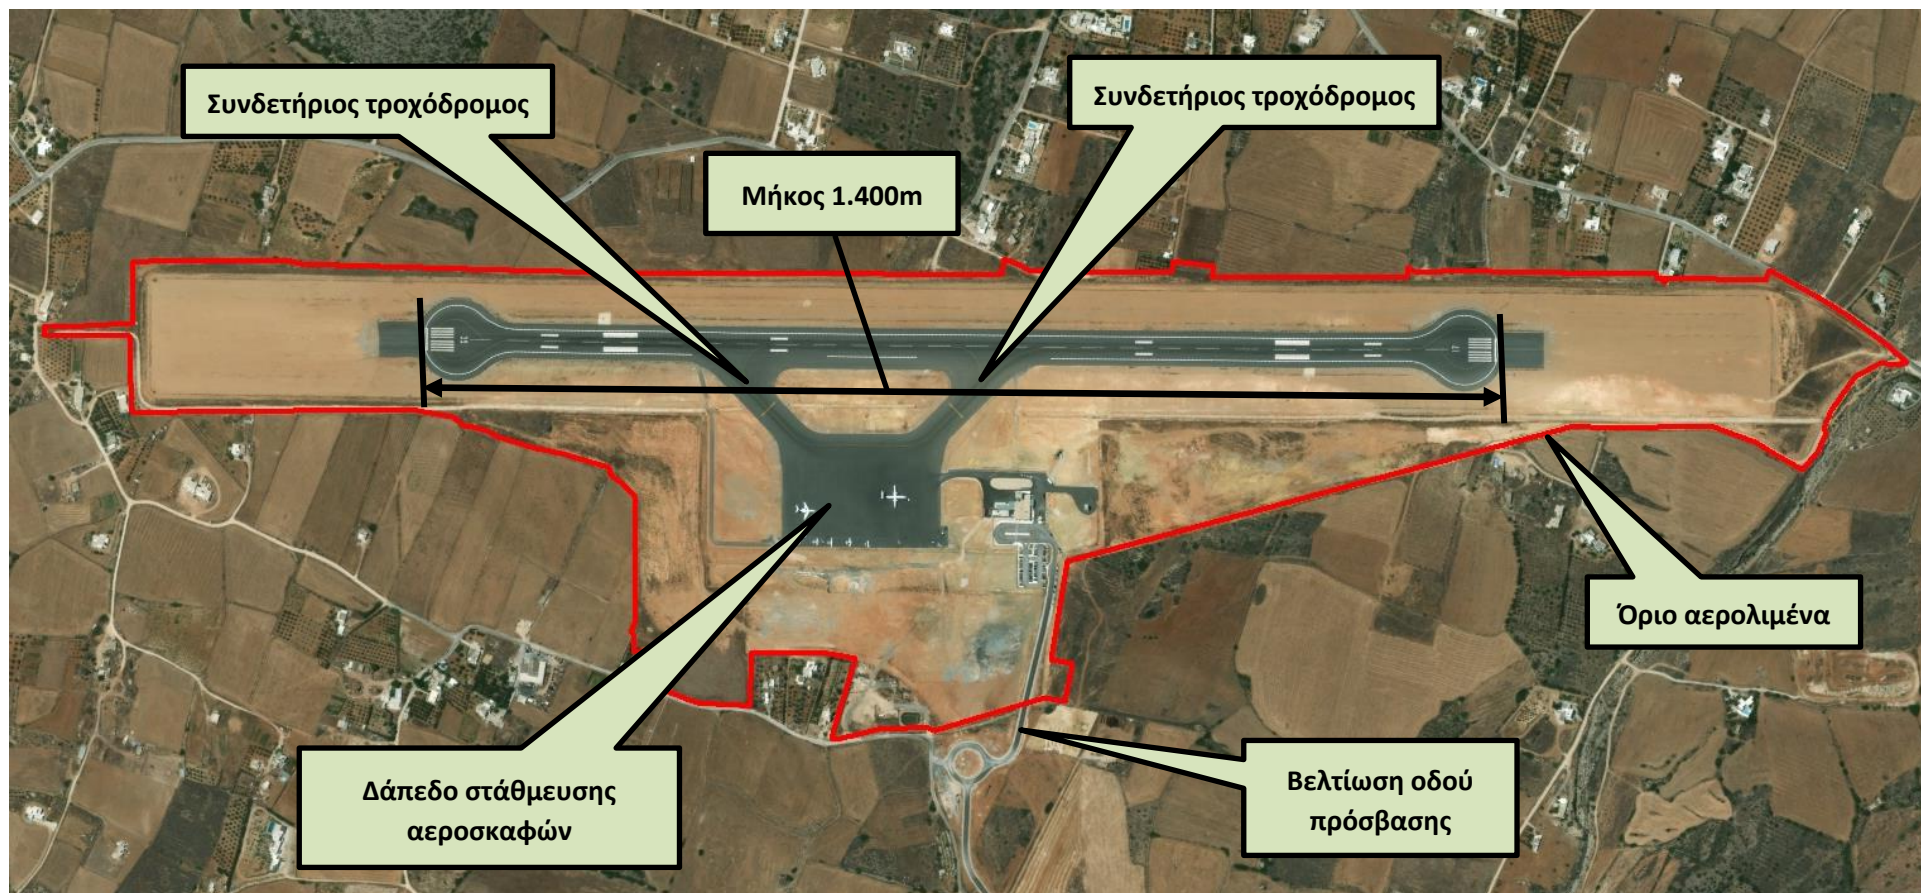 Συνδετήριος τροχόδρομος
Συνδετήριος τροχόδρομος
Μήκος 1.400m
Όριο αερολιμένα
Δάπεδο στάθμευσης
αεροσκαφών
Βελτίωση οδού
πρόσβασης